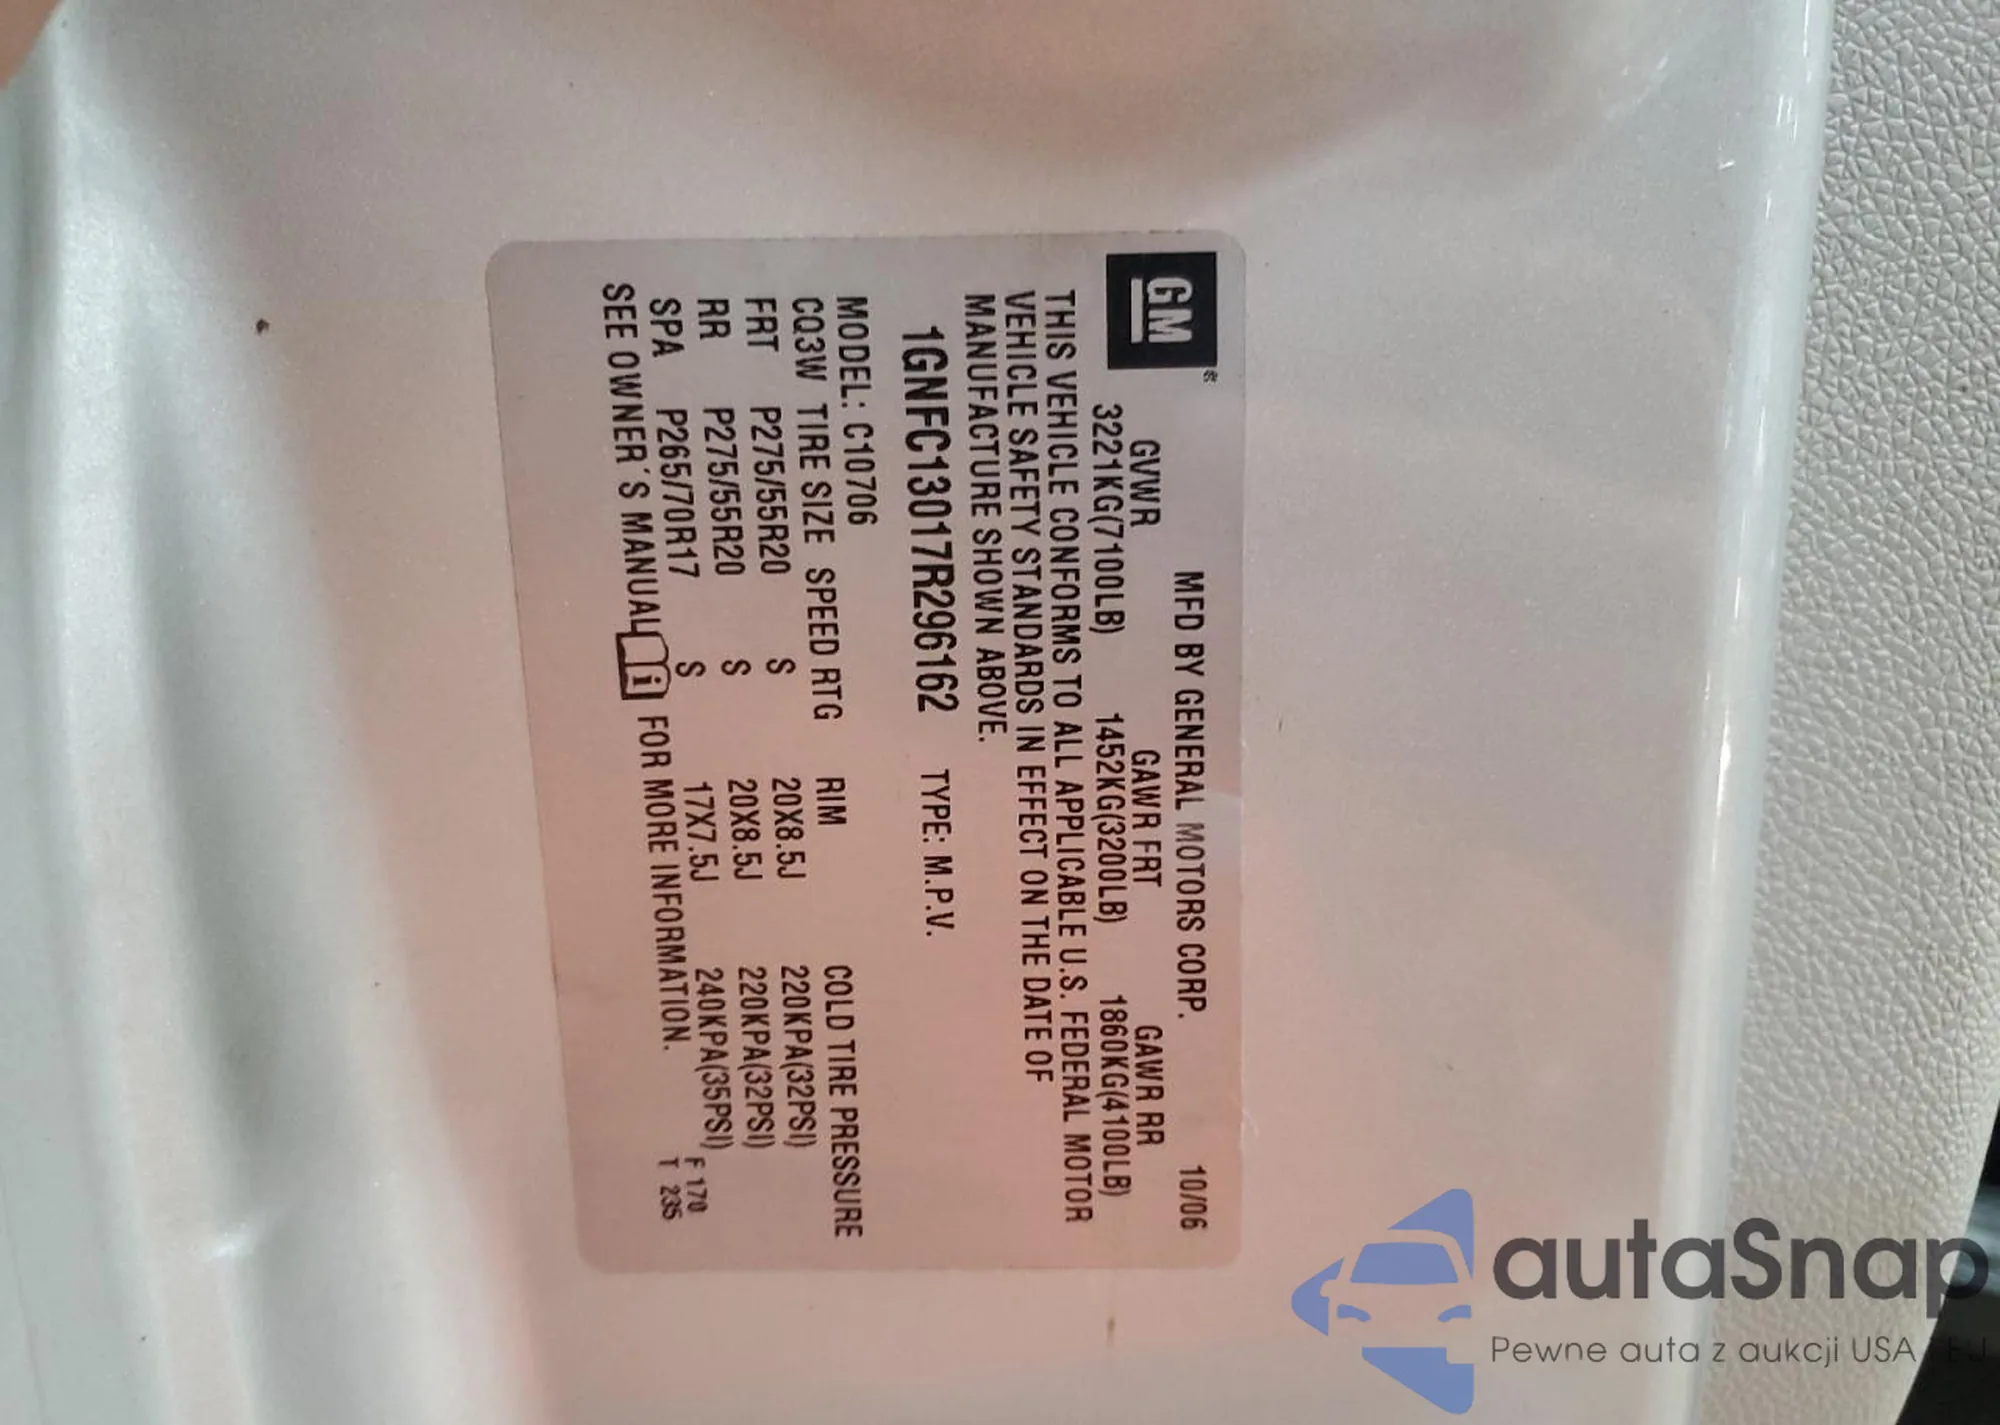 GM®
MFD BY GENERAL MOTORS CORP. 10/06
GVWR GAWR FRT GAWR RR
3221KG(7100LB) 1452KG(3200LB) 1860KG(4100LB)
THIS VEHICLE CONFORMS TO ALL APPLICABLE U.S. FEDERAL MOTOR
VEHICLE SAFETY STANDARDS IN EFFECT ON THE DATE OF
MANUFACTURE SHOWN ABOVE.
1GNFC13017R296162 TYPE: M.P.V.
MODEL: C10706
CQ3W TIRE SIZE SPEED RTG RIM COLD TIRE PRESSURE
FRT P275/55R20 S 20X8.5J 220KPA(32PSI)
RR P275/55R20 S 20X8.5J 220KPA(32PSI)
SPA P265/70R17 S 17X7.5J 240KPA(35PSI)
SEE OWNER'S MANUAL i FOR MORE INFORMATION.
F 170
T 235
autaSnap
Pewne auta z aukcji USA i EU